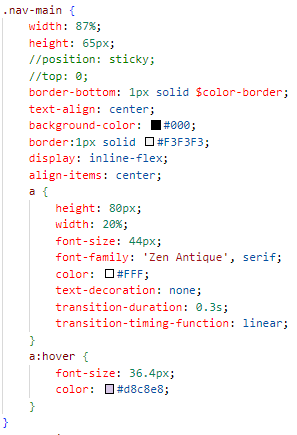 .nav-main {
width: 87%;
height: 65px;
//position: sticky;
//top: 0;
border-bottom: 1px solid $color-border;
text-align: center;
background-color: #000;
border:1px solid #F3F3F3;
display: inline-flex;
align-items: center;
a {
height: 80px;
width: 20%;
font-size: 44px;
font-family: 'Zen Antique', serif;
color: #FFF;
text-decoration: none;
transition-duration: 0.3s;
transition-timing-function: linear;
}
a:hover {
font-size: 36.4px;
color: #d8c8e8;
}
}